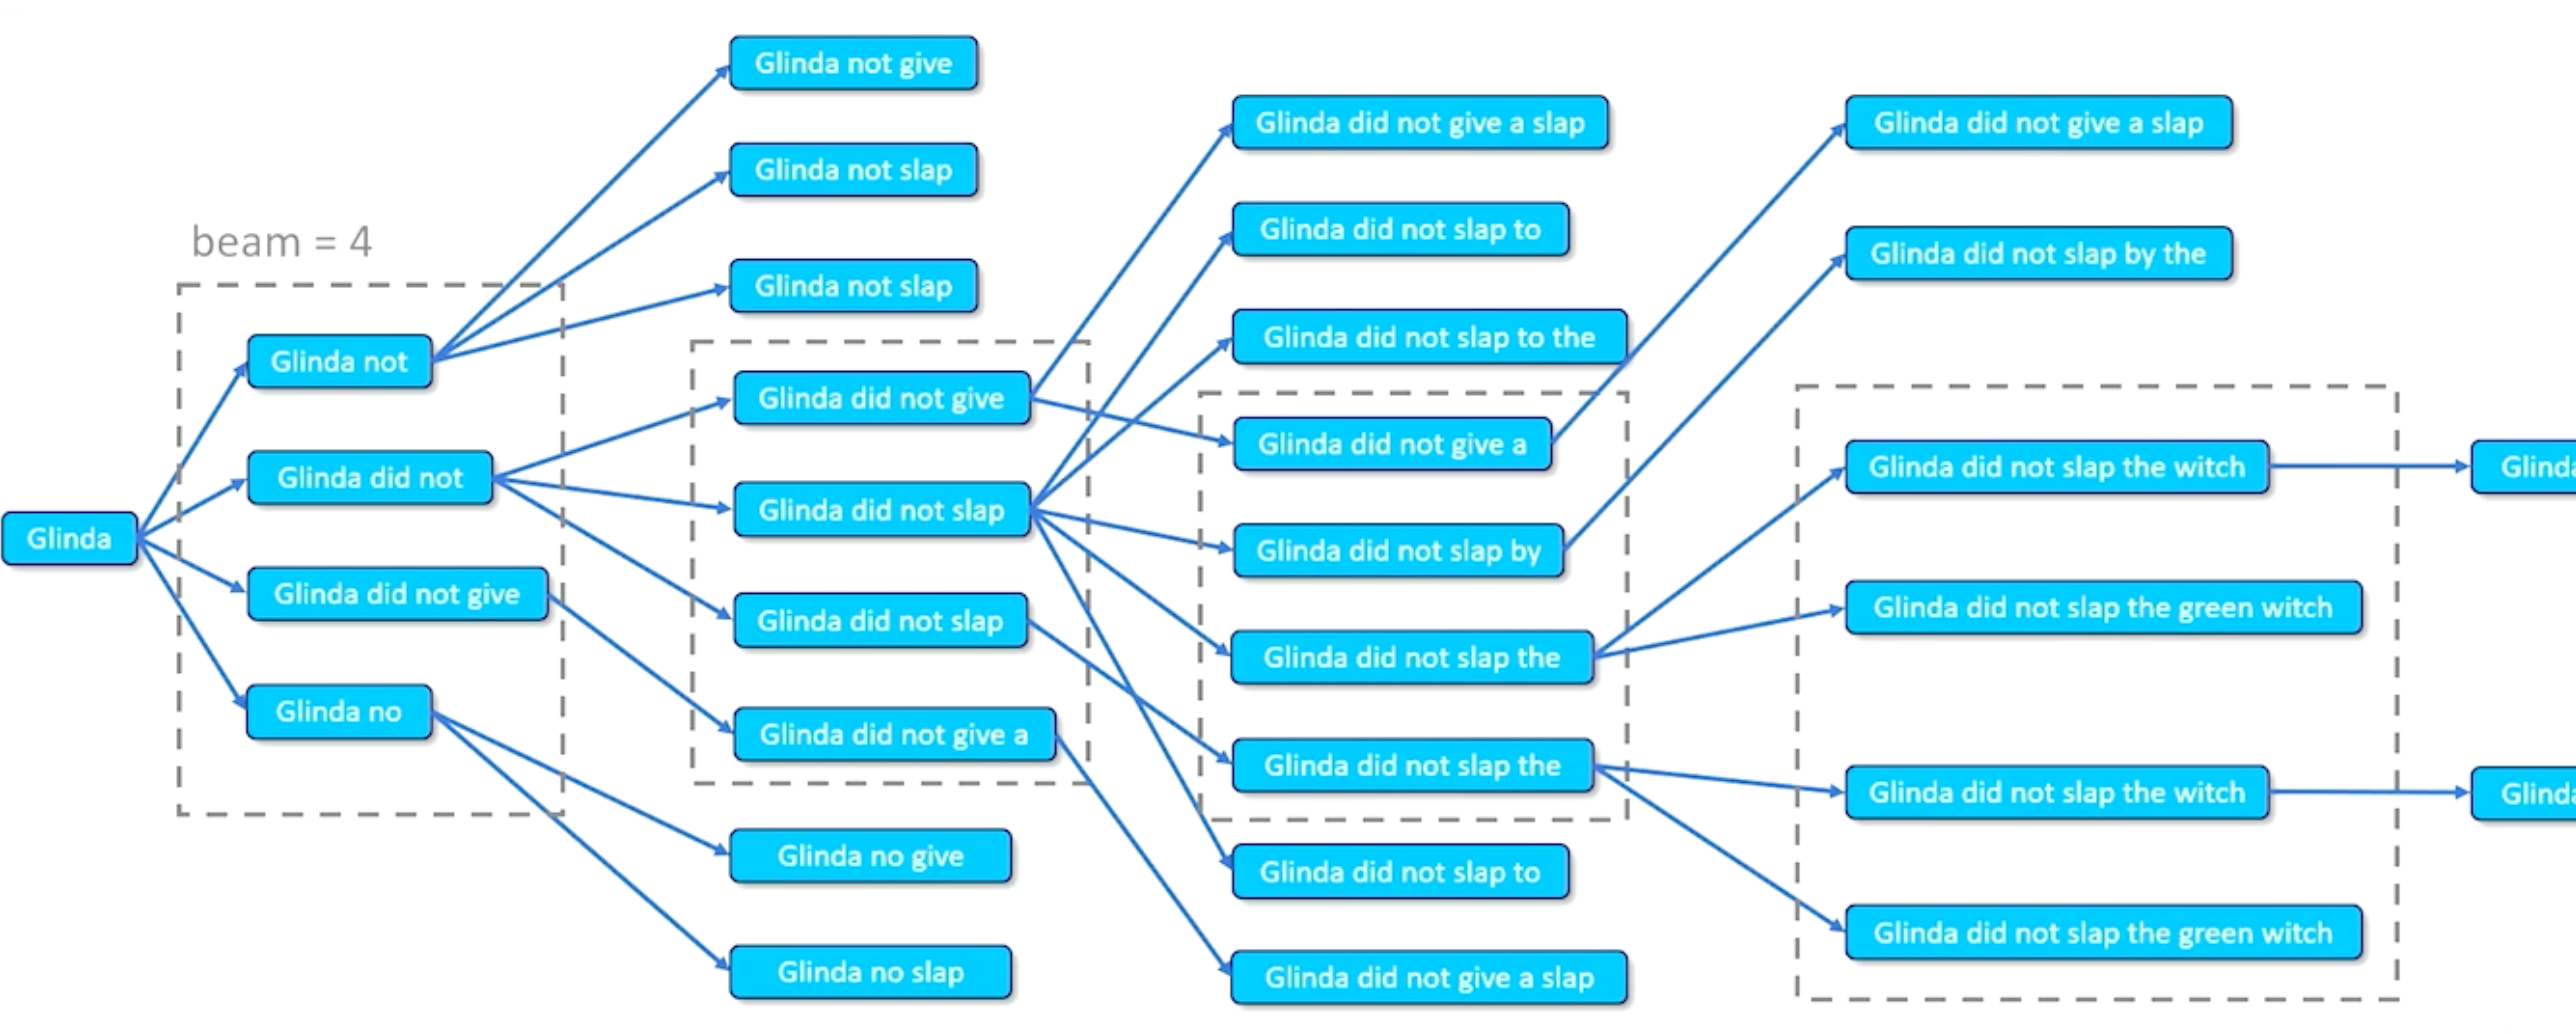 beam = 4
Glinda
Glinda not
Glinda did not
Glinda did not give
Glinda no
Glinda not give
Glinda not slap
Glinda not slap
Glinda did not give
Glinda did not slap
Glinda did not slap
Glinda did not give a
Glinda no give
Glinda no slap
Glinda did not give a slap
Glinda did not slap to
Glinda did not slap to the
Glinda did not give a
Glinda did not slap by
Glinda did not slap the
Glinda did not slap the
Glinda did not slap to
Glinda did not give a slap
Glinda did not give a slap
Glinda did not slap by the
Glinda did not slap the witch
Glinda did not slap the green witch
Glinda did not slap the witch
Glinda did not slap the green witch